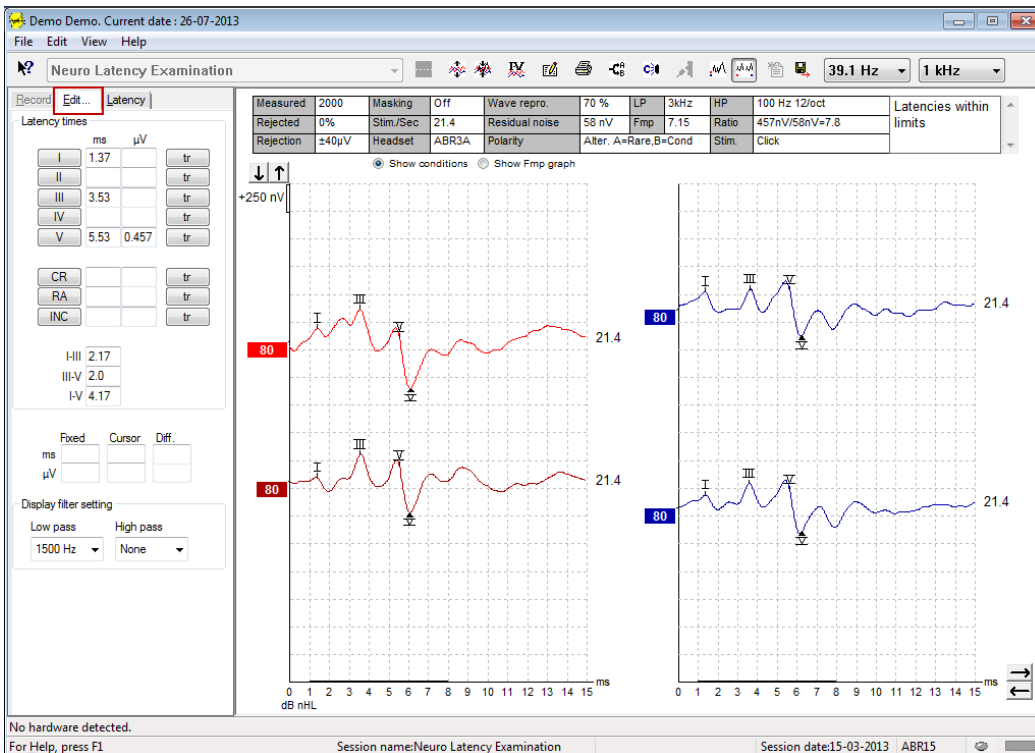 Demo Demo. Current date : 26-07-2013
File Edit View Help
Neuro Latency Examination
39.1 Hz
1 kHz
Record Edit... Latency
Latency times
ms µV
I 1.37 tr
II tr
III 3.53 tr
IV tr
V 5.53 0.457 tr
CR tr
RA tr
INC tr
I-III 2.17
III-V 2.0
I-V 4.17
Fixed Cursor Diff.
ms
µV
Display filter setting
Low pass High pass
1500 Hz None
Measured 2000 Masking Off Wave repro. 70 % LP 3kHz HP 100 Hz 12/oct
Rejected 0% Stim./Sec 21.4 Residual noise 58 nV Fmp 7.15 Ratio 457nV/58nV=7.8
Rejection ±40µV Headset ABR3A Polarity Alter. A=Rare,B=Cond Stim. Click
Latencies within
limits
Show conditions Show Fmp graph
+250 nV
I III V
80 21.4
V
I III V
80 21.4
V
0 1 2 3 4 5 6 7 8 9 10 11 12 13 14 15 ms
dB nHL
I III V
80 21.4
V
I III V
80 21.4
V
0 1 2 3 4 5 6 7 8 9 10 11 12 13 14 15 ms
No hardware detected.
For Help, press F1 Session name:Neuro Latency Examination Session date:15-03-2013 ABR15